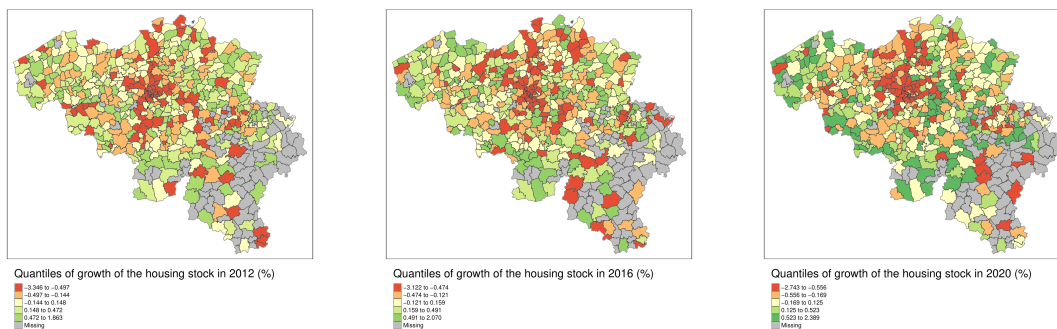 Quantiles of growth of the housing stock in 2012 (%)
−3.346 to −0.497
−0.497 to −0.144
−0.144 to 0.148
0.148 to 0.472
0.472 to 1.863
Missing
Quantiles of growth of the housing stock in 2016 (%)
−3.122 to −0.474
−0.474 to −0.121
−0.121 to 0.159
0.159 to 0.491
0.491 to 2.070
Missing
Quantiles of growth of the housing stock in 2020 (%)
−2.743 to −0.556
−0.556 to −0.169
−0.169 to 0.125
0.125 to 0.523
0.523 to 2.389
Missing